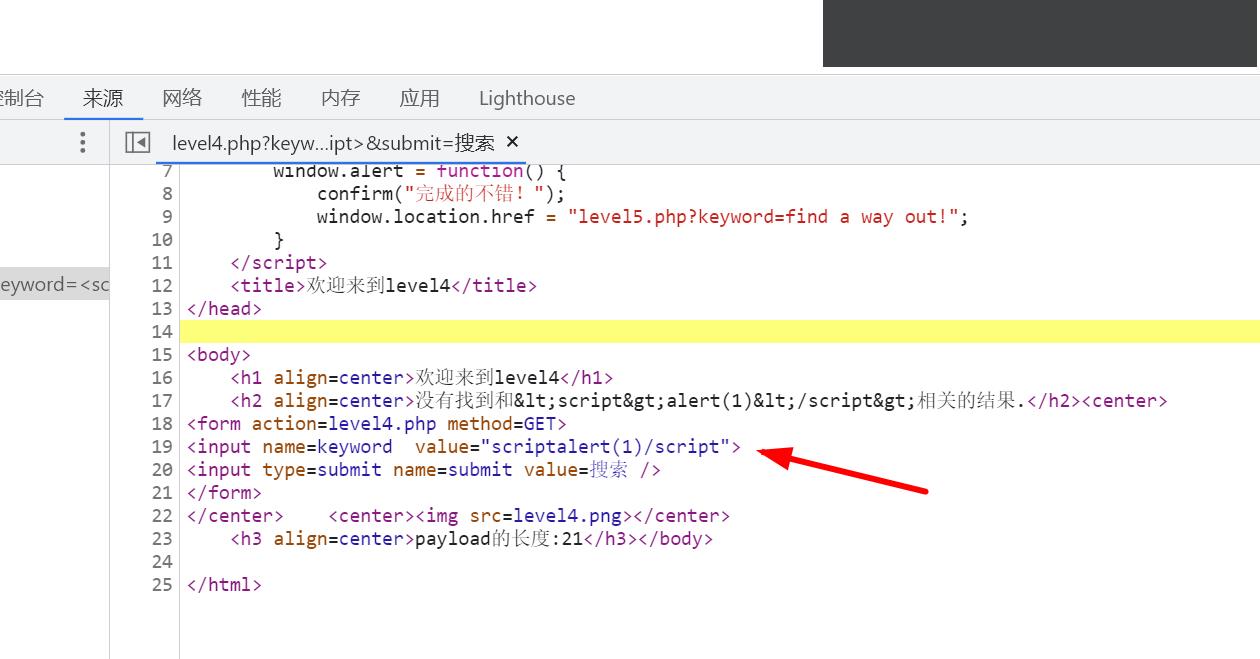 控制台 来源 网络 性能 内存 应用 Lighthouse
level4.php?keyw...ipt>&submit=搜索 ×
eyword=<sc
7 window.alert = function() {
8 confirm("完成的不错！");
9 window.location.href = "level5.php?keyword=find a way out!";
10 }
11 </script>
12 <title>欢迎来到level4</title>
13 </head>
14
15 <body>
16 <h1 align=center>欢迎来到level4</h1>
17 <h2 align=center>没有找到和&lt;script&gt;alert(1)&lt;/script&gt;相关的结果.</h2><center>
18 <form action=level4.php method=GET>
19 <input name=keyword  value="scriptalert(1)/script">
20 <input type=submit name=submit value=搜索 />
21 </form>
22 </center>    <center><img src=level4.png></center>
23 <h3 align=center>payload的长度:21</h3></body>
24
25 </html>